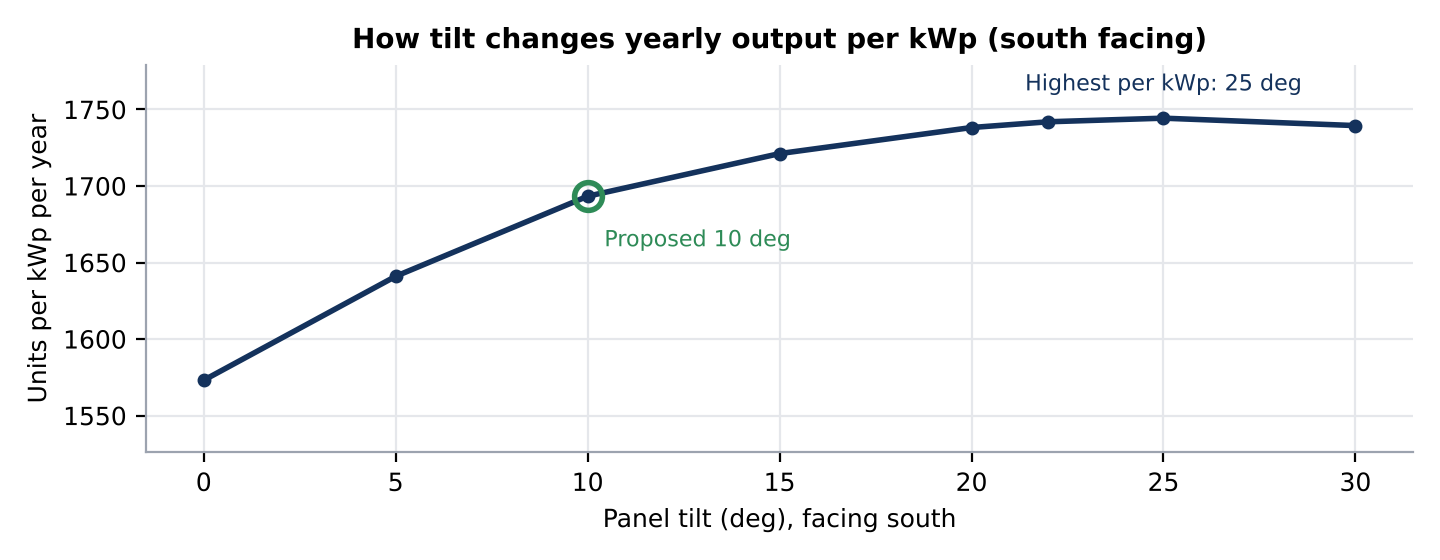 How tilt changes yearly output per kWp (south facing)
Highest per kWp: 25 deg
Proposed 10 deg
Units per kWp per year
1750
1700
1650
1600
1550
0 5 10 15 20 25 30
Panel tilt (deg), facing south